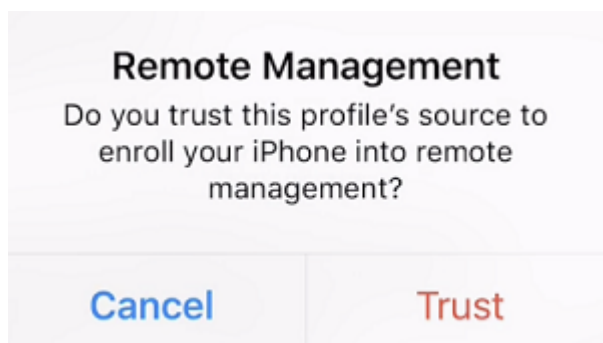 Remote Management
Do you trust this profile's source to
enroll your iPhone into remote
management?
Cancel
Trust